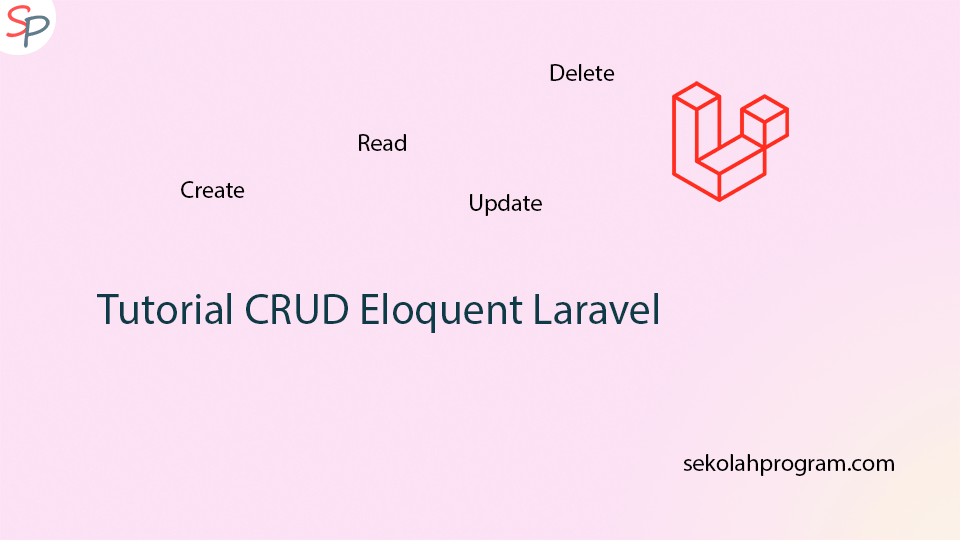 SP
Delete
Read
Create
Update
Tutorial CRUD Eloquent Laravel
sekolahprogram.com